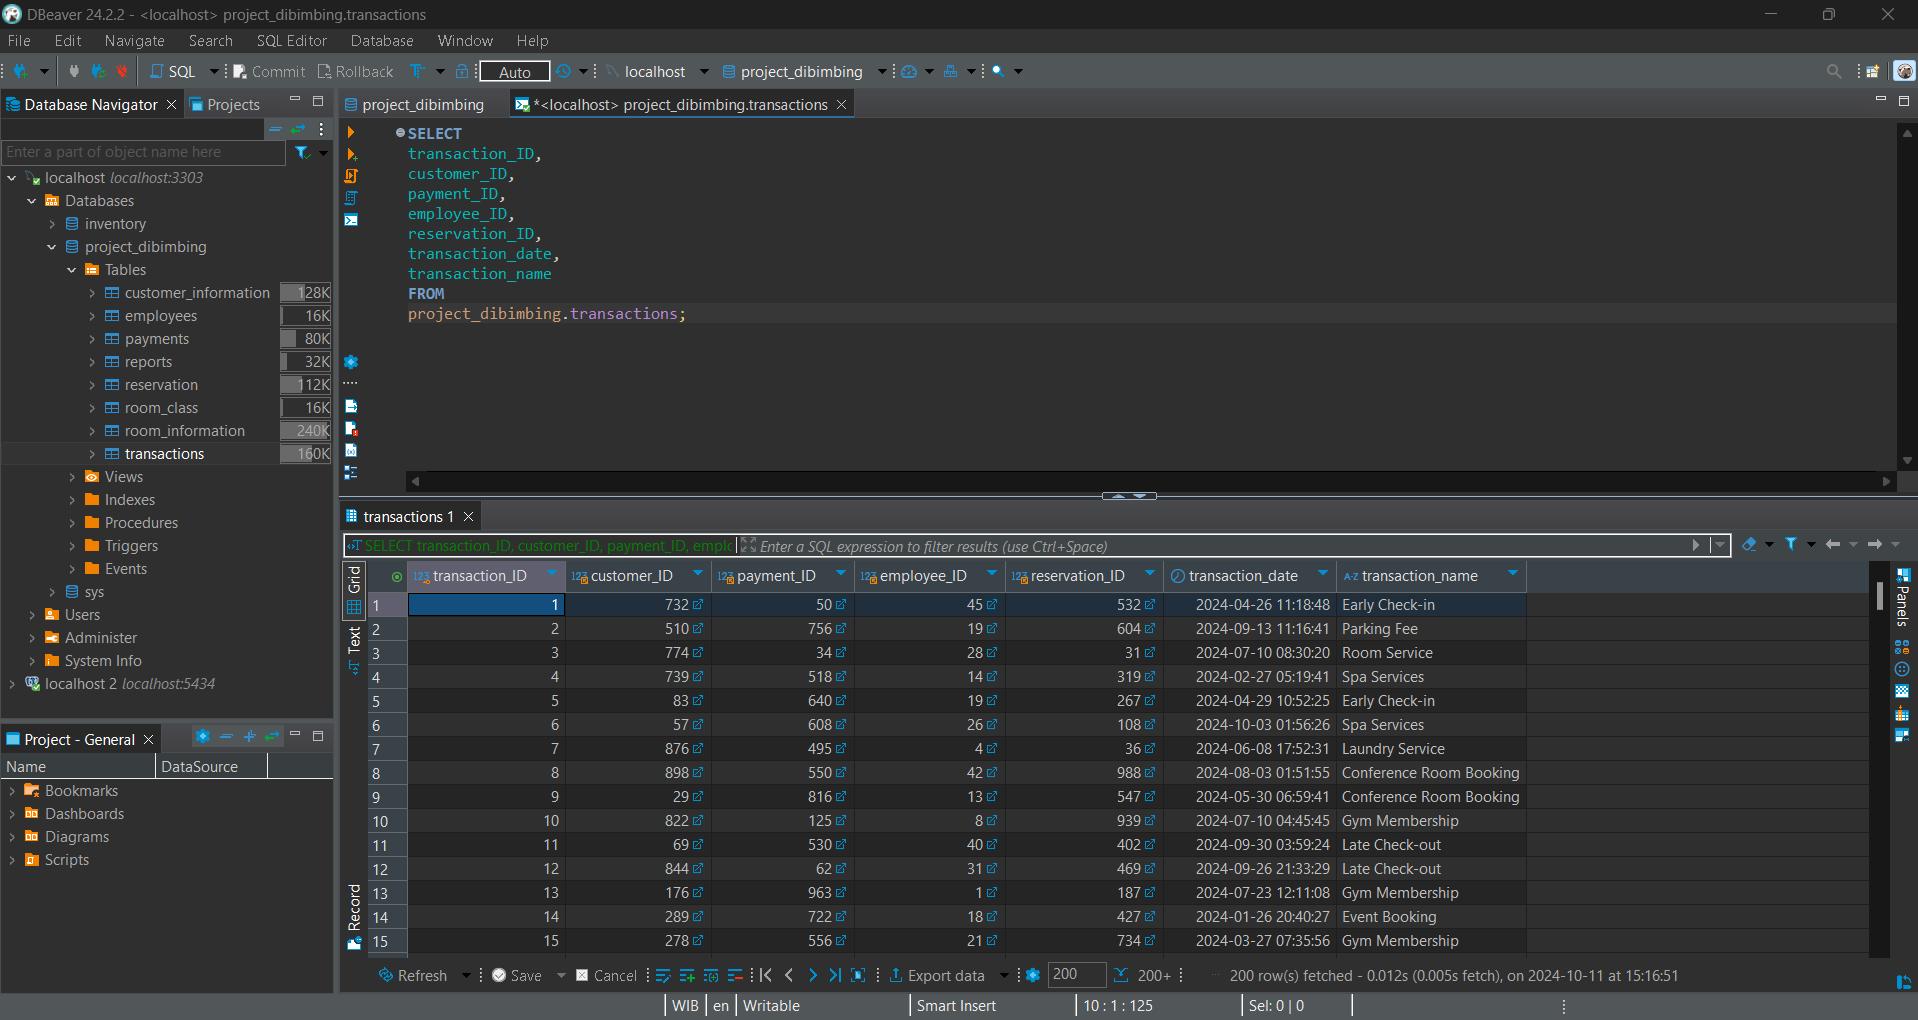 DBeaver 24.2.2 - <localhost> project_dibimbing.transactions
File Edit Navigate Search SQL Editor Database Window Help
SQL Commit Rollback Auto localhost project_dibimbing
Database Navigator Projects
Enter a part of object name here
localhost localhost:3303
Databases
inventory
project_dibimbing
Tables
customer_information 128K
employees 16K
payments 80K
reports 32K
reservation 112K
room_class 16K
room_information 240K
transactions 160K
Views
Indexes
Procedures
Triggers
Events
sys
Users
Administer
System Info
localhost 2 localhost:5434
Project - General
Name DataSource
Bookmarks
Dashboards
Diagrams
Scripts
project_dibimbing *<localhost> project_dibimbing.transactions
SELECT
transaction_ID,
customer_ID,
payment_ID,
employee_ID,
reservation_ID,
transaction_date,
transaction_name
FROM
project_dibimbing.transactions;
transactions 1
SELECT transaction_ID, customer_ID, payment_ID, emplo Enter a SQL expression to filter results (use Ctrl+Space)
Grid
Text
Record
Panels
123 transaction_ID 123 customer_ID 123 payment_ID 123 employee_ID 123 reservation_ID transaction_date A-Z transaction_name
1 1 732 50 45 532 2024-04-26 11:18:48 Early Check-in
2 2 510 756 19 604 2024-09-13 11:16:41 Parking Fee
3 3 774 34 28 31 2024-07-10 08:30:20 Room Service
4 4 739 518 14 319 2024-02-27 05:19:41 Spa Services
5 5 83 640 19 267 2024-04-29 10:52:25 Early Check-in
6 6 57 608 26 108 2024-10-03 01:56:26 Spa Services
7 7 876 495 4 36 2024-06-08 17:52:31 Laundry Service
8 8 898 550 42 988 2024-08-03 01:51:55 Conference Room Booking
9 9 29 816 13 547 2024-05-30 06:59:41 Conference Room Booking
10 10 822 125 8 939 2024-07-10 04:45:45 Gym Membership
11 11 69 530 40 402 2024-09-30 03:59:24 Late Check-out
12 12 844 62 31 469 2024-09-26 21:33:29 Late Check-out
13 13 176 963 1 187 2024-07-23 12:11:08 Gym Membership
14 14 289 722 18 427 2024-01-26 20:40:27 Event Booking
15 15 278 556 21 734 2024-03-27 07:35:56 Gym Membership
Refresh Save Cancel Export data 200 200+ 200 row(s) fetched - 0.012s (0.005s fetch), on 2024-10-11 at 15:16:51
WIB en Writable Smart Insert 10 : 1 : 125 Sel: 0 | 0